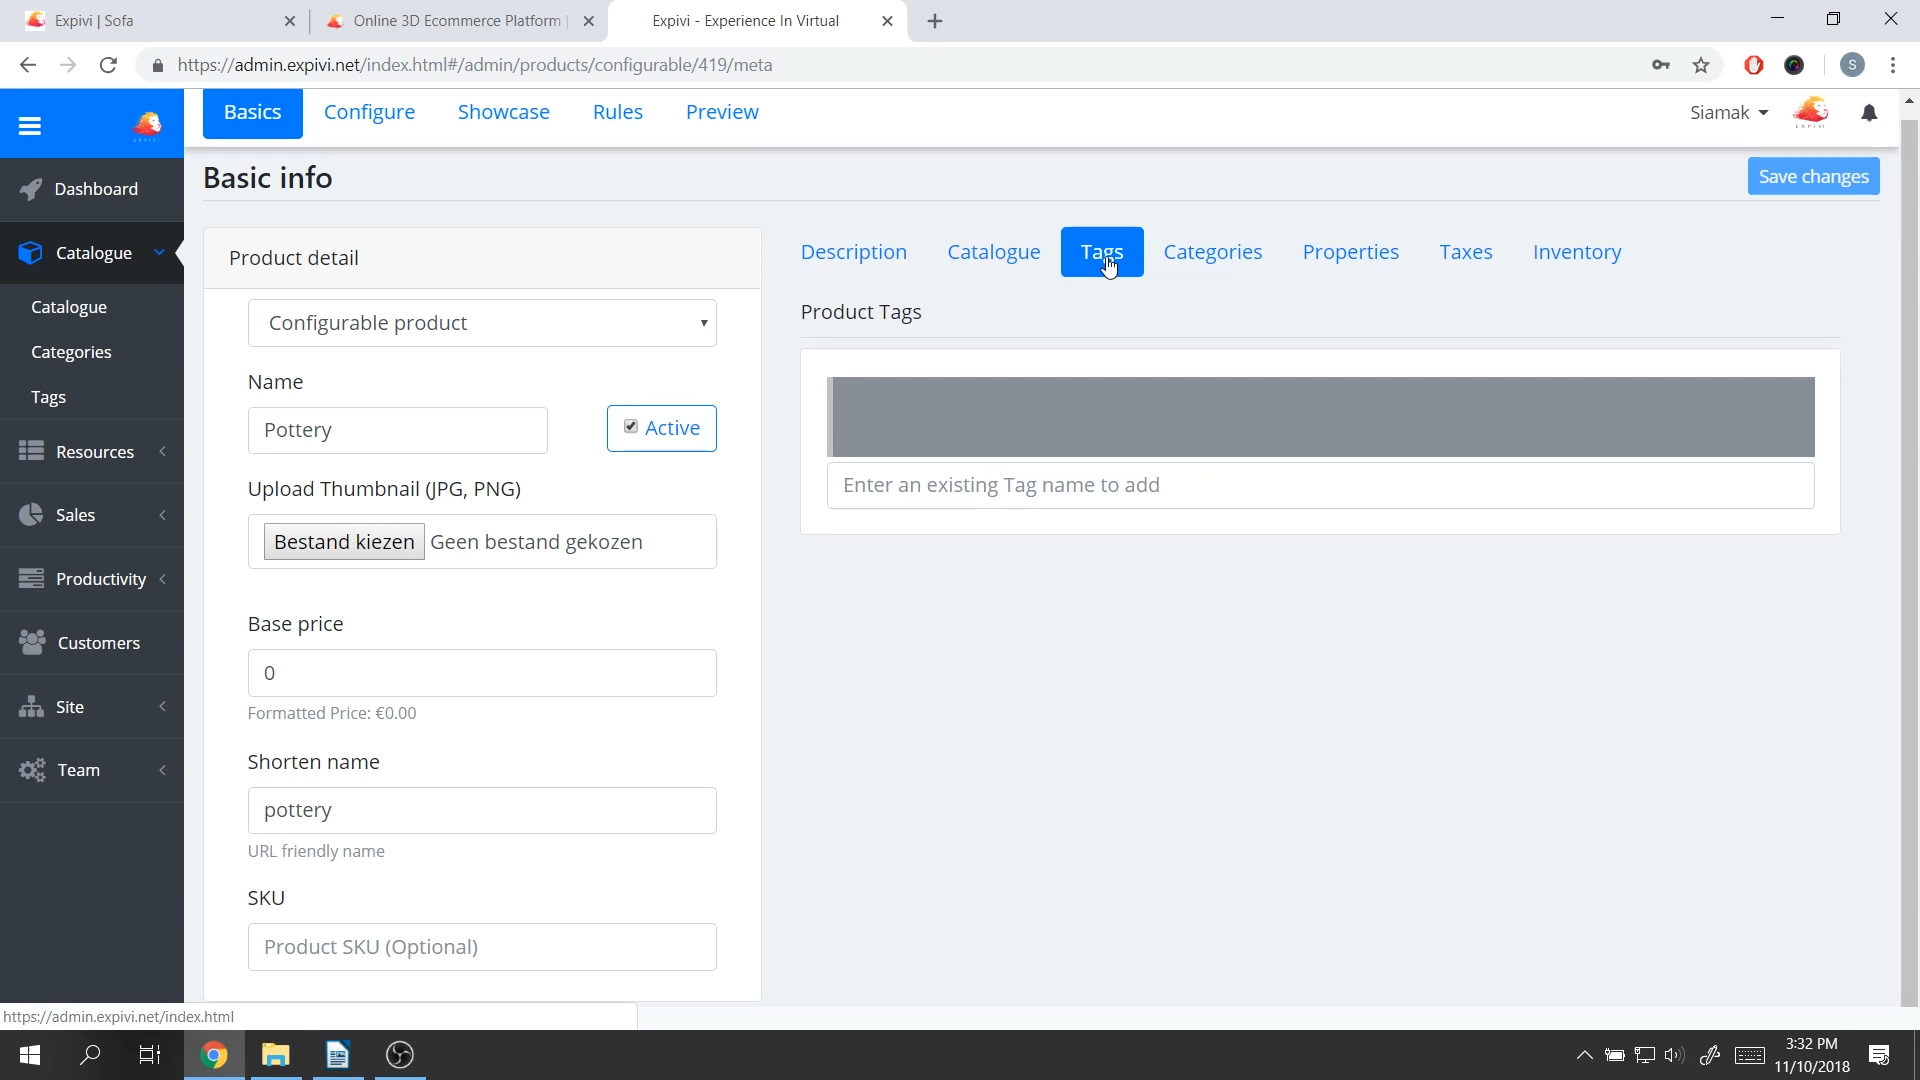 Expivi | Sofa
Online 3D Ecommerce Platform |
Expivi - Experience In Virtual
https://admin.expivi.net/index.html#/admin/products/configurable/419/meta
S
Basics
Configure
Showcase
Rules
Preview
Siamak
EXPIVI
Basic info
Save changes
Dashboard
Catalogue
Catalogue
Categories
Tags
Resources
Sales
Productivity
Customers
Site
Team
Product detail
Configurable product
Name
Pottery
Active
Upload Thumbnail (JPG, PNG)
Bestand kiezen Geen bestand gekozen
Base price
0
Formatted Price: €0.00
Shorten name
pottery
URL friendly name
SKU
Product SKU (Optional)
Description
Catalogue
Tags
Categories
Properties
Taxes
Inventory
Product Tags
Enter an existing Tag name to add
https://admin.expivi.net/index.html
3:32 PM
11/10/2018